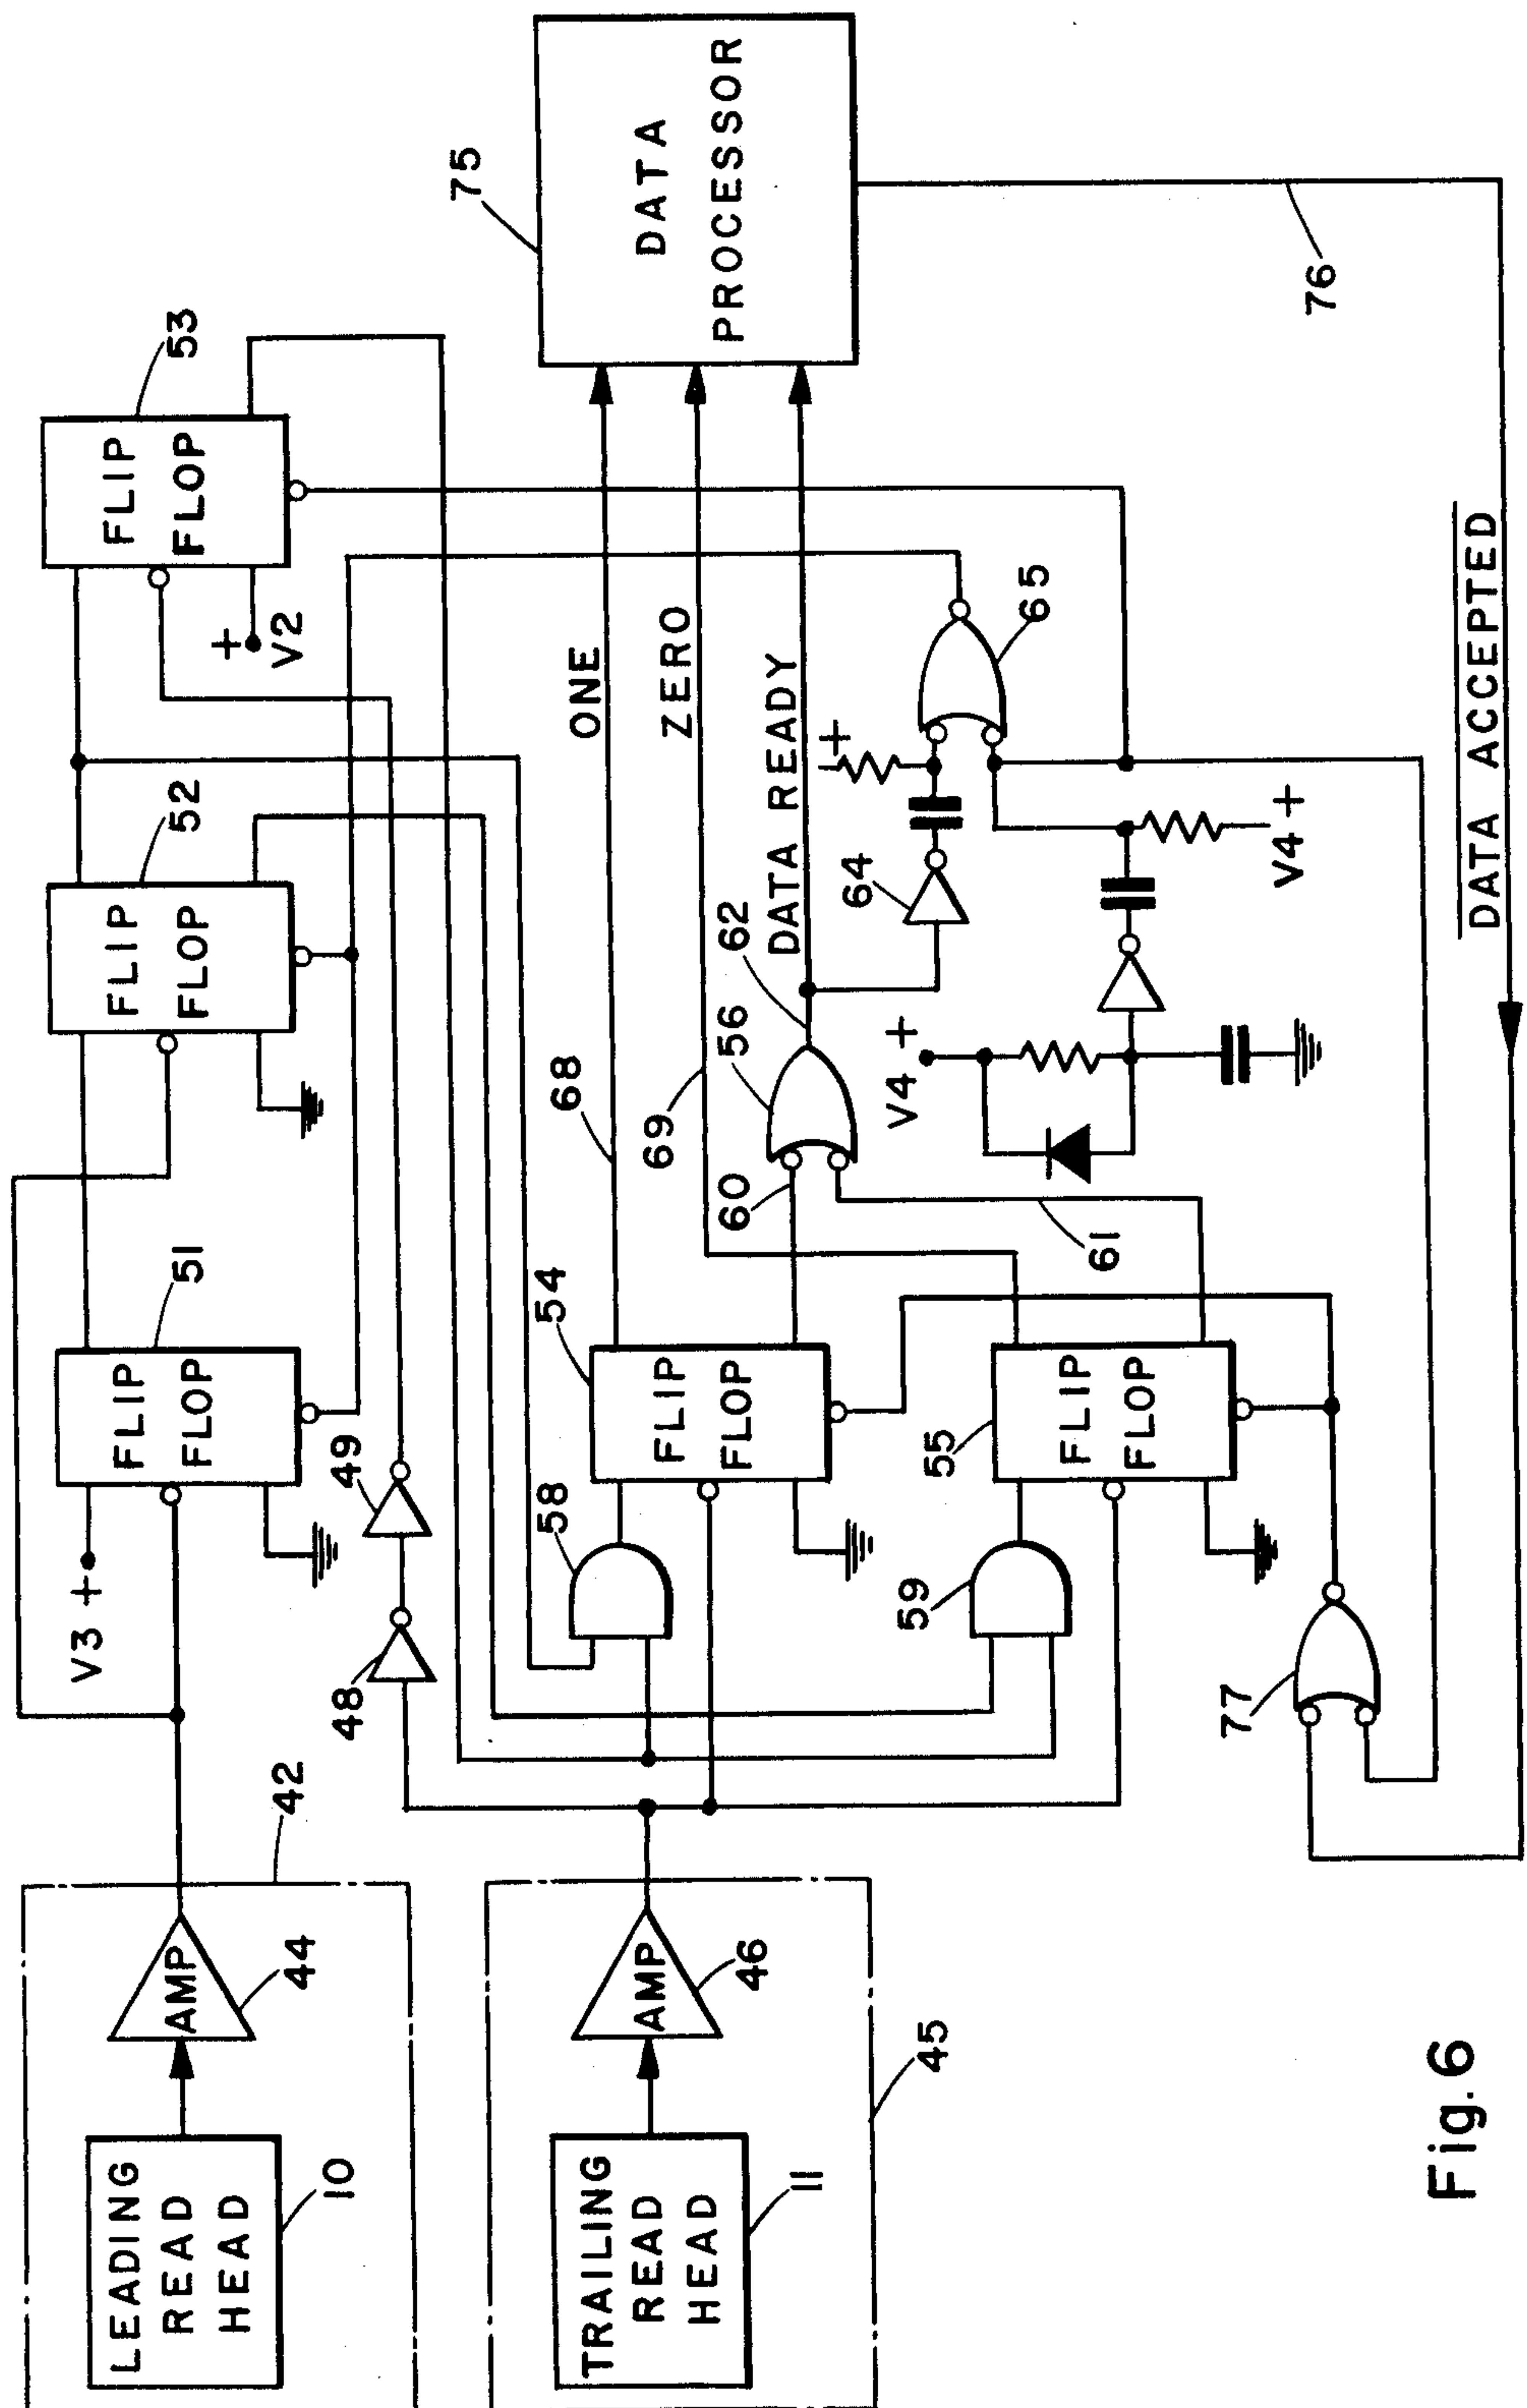 LEADING
READ
HEAD
10
AMP
44
42
TRAILING
READ
HEAD
11
AMP
46
45
V3 +
FLIP
FLOP
51
FLIP
FLOP
52
FLIP
FLOP
53
+
V2
48
49
58
FLIP
FLOP
54
59
FLIP
FLOP
55
60
61
56
62
68
69
ONE
ZERO
DATA READY
64
+
65
V4 +
V4 +
77
DATA
PROCESSOR
75
76
DATA ACCEPTED
Fig. 6